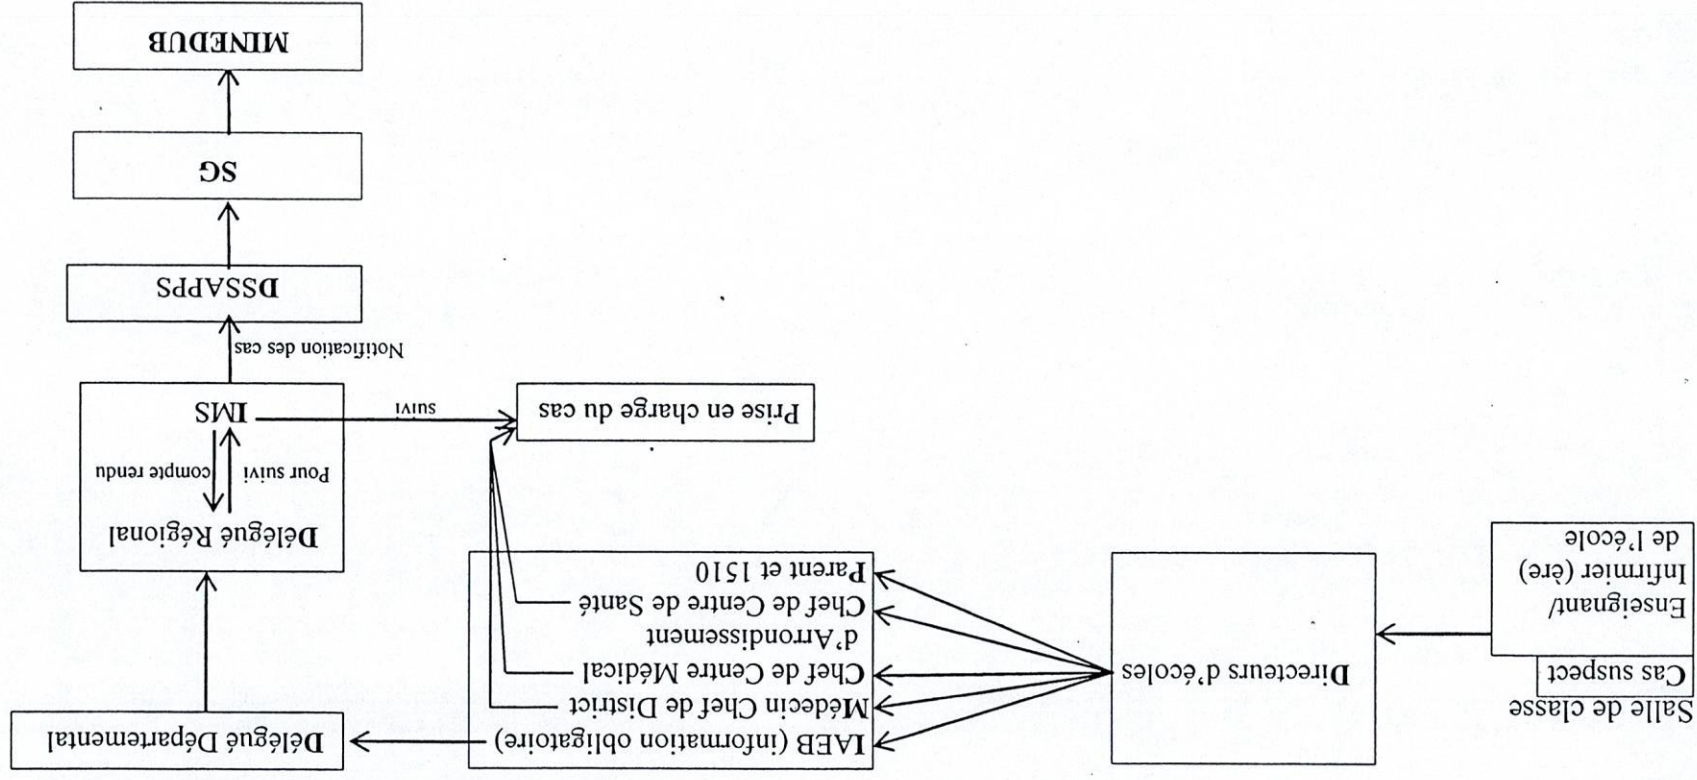 Salle de classe
Cas suspect
Enseignant/
Infirmier (ère)
de l'école
Directeurs d'écoles
IAEB (information obligatoire)
Médecin Chef de District
Chef de Centre Médical
d'Arrondissement
Chef de Centre de Santé
Parent et 1510
Délégué Départemental
Délégué Régional
Pour suivi
compte rendu
IMS
suivi
Prise en charge du cas
Notification des cas
DSSAPPS
SG
MINEDUB